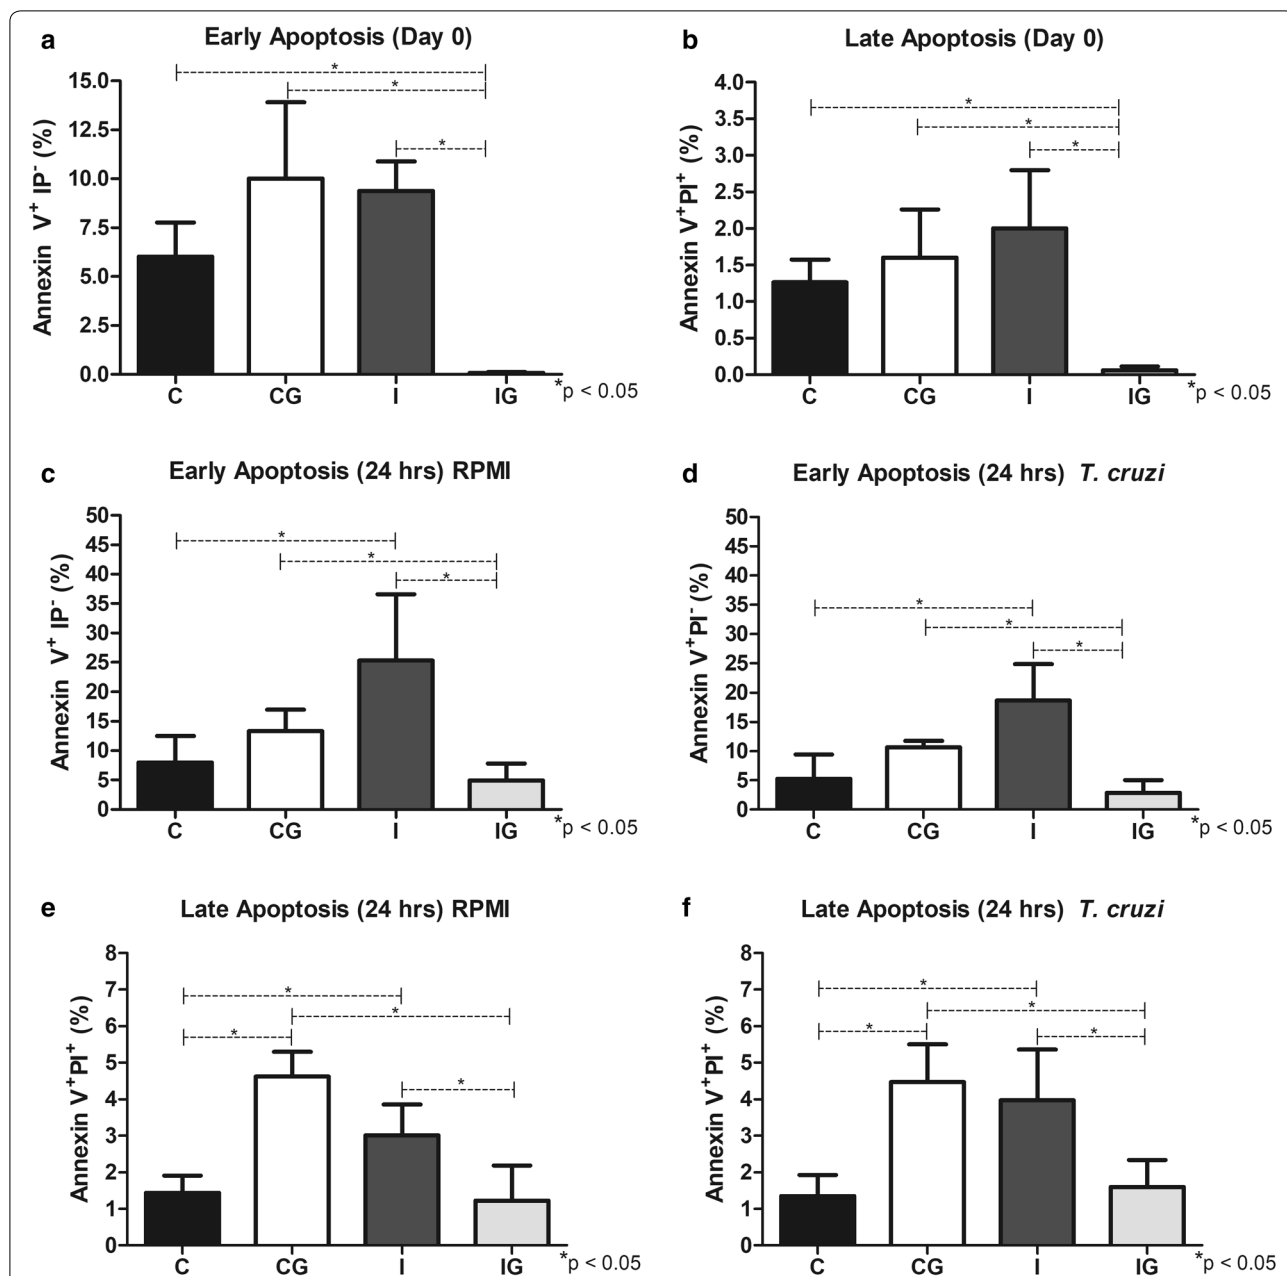 a
Early Apoptosis (Day 0)
Annexin V+ IP- (%)
15.0
12.5
10.0
7.5
5.0
2.5
0.0
*
*
*
C CG I IG
*p < 0.05
b
Late Apoptosis (Day 0)
Annexin V+PI+ (%)
4.0
3.5
3.0
2.5
2.0
1.5
1.0
0.5
0.0
*
*
*
C CG I IG
*p < 0.05
c
Early Apoptosis (24 hrs) RPMI
Annexin V+ IP- (%)
50
45
40
35
30
25
20
15
10
5
0
*
*
*
C CG I IG
*p < 0.05
d
Early Apoptosis (24 hrs) T. cruzi
Annexin V+PI- (%)
50
45
40
35
30
25
20
15
10
5
0
*
*
*
C CG I IG
*p < 0.05
e
Late Apoptosis (24 hrs) RPMI
Annexin V+PI+ (%)
8
7
6
5
4
3
2
1
0
*
*
*
*
C CG I IG
*p < 0.05
f
Late Apoptosis (24 hrs) T. cruzi
Annexin V+PI+ (%)
8
7
6
5
4
3
2
1
0
*
*
*
*
C CG I IG
*p < 0.05